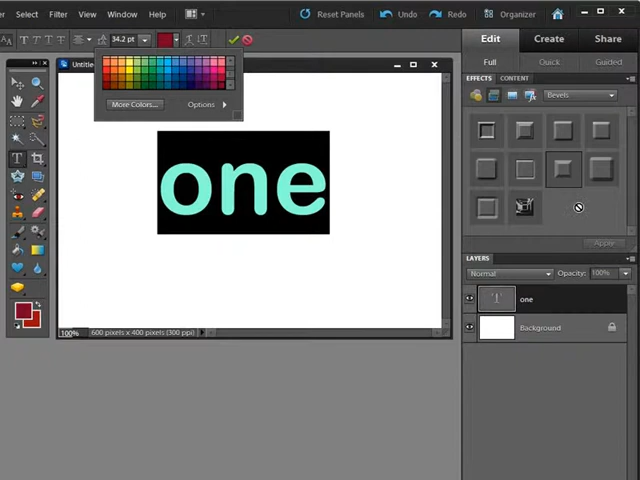 Select Filter View Window Help Reset Panels Undo Redo Organizer
34.2 pt
Edit Create Share
Full Quick Guided
EFFECTS CONTENT
Bevels
More Colors... Options
Untitle
one
Apply
LAYERS
Normal Opacity: 100%
one
Background
100% 600 pixels x 400 pixels (300 ppi)